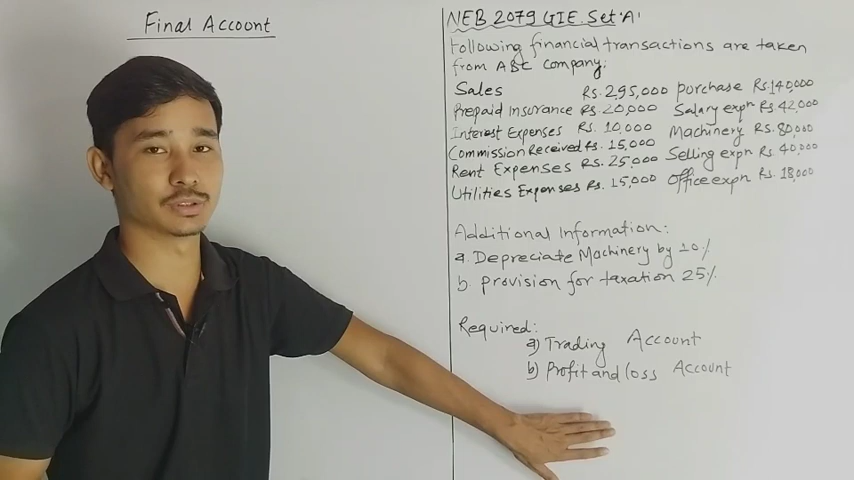 Final Account
NEB 2079 GIE. Set 'A'
Following financial transactions are taken
from ABC company:
Sales Rs. 295,000 purchase Rs. 140,000
Prepaid Insurance Rs. 20,000 Salary expn Rs. 42,000
Interest Expenses Rs. 10,000 Machinery Rs. 80,000
Commission Received Rs. 15,000 Selling expn Rs. 40,000
Rent Expenses Rs. 25,000 Office expn Rs. 18,000
Utilities Expenses Rs. 15,000
Additional Information:
a. Depreciate Machinery by 10%
b. provision for taxation 25%
Required:
a) Trading Account
b) Profit and loss Account